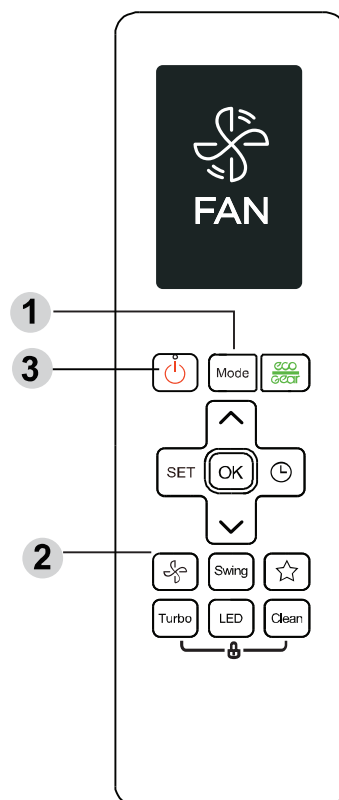 FAN
1
Mode
eco
Gear
3
SET
OK
2
Swing
Turbo
LED
Clean